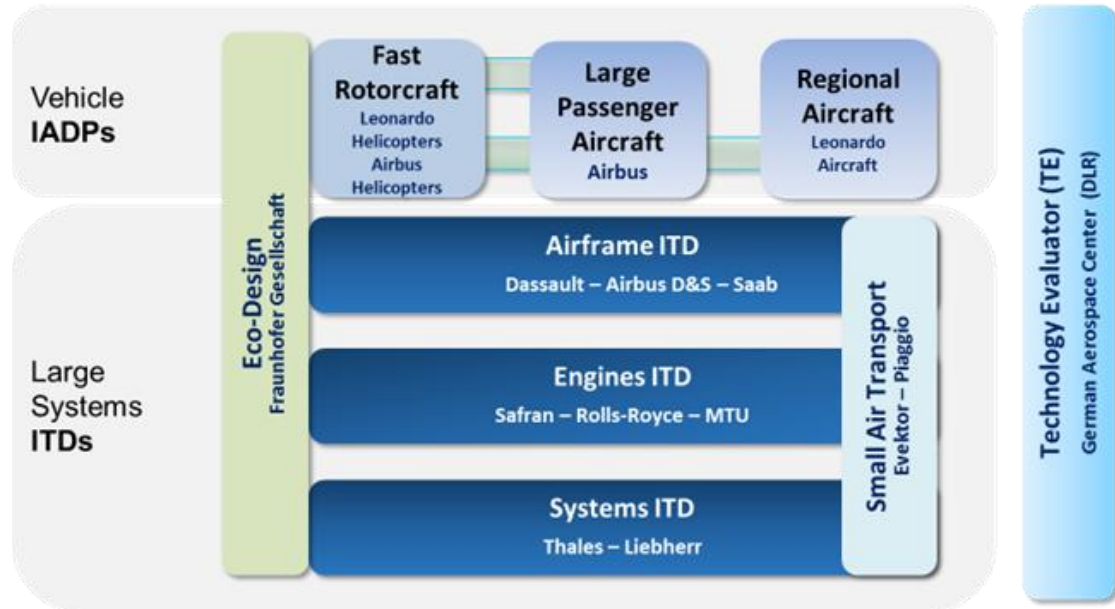 Vehicle
IADPs
Fast
Rotorcraft
Leonardo
Helicopters
Airbus
Helicopters
Large
Passenger
Aircraft
Airbus
Regional
Aircraft
Leonardo
Aircraft
Large
Systems
ITDs
Eco-Design
Fraunhofer Gesellschaft
Airframe ITD
Dassault – Airbus D&S – Saab
Engines ITD
Safran – Rolls-Royce – MTU
Systems ITD
Thales – Liebherr
Small Air Transport
Evektor – Piaggio
Technology Evaluator (TE)
German Aerospace Center (DLR)